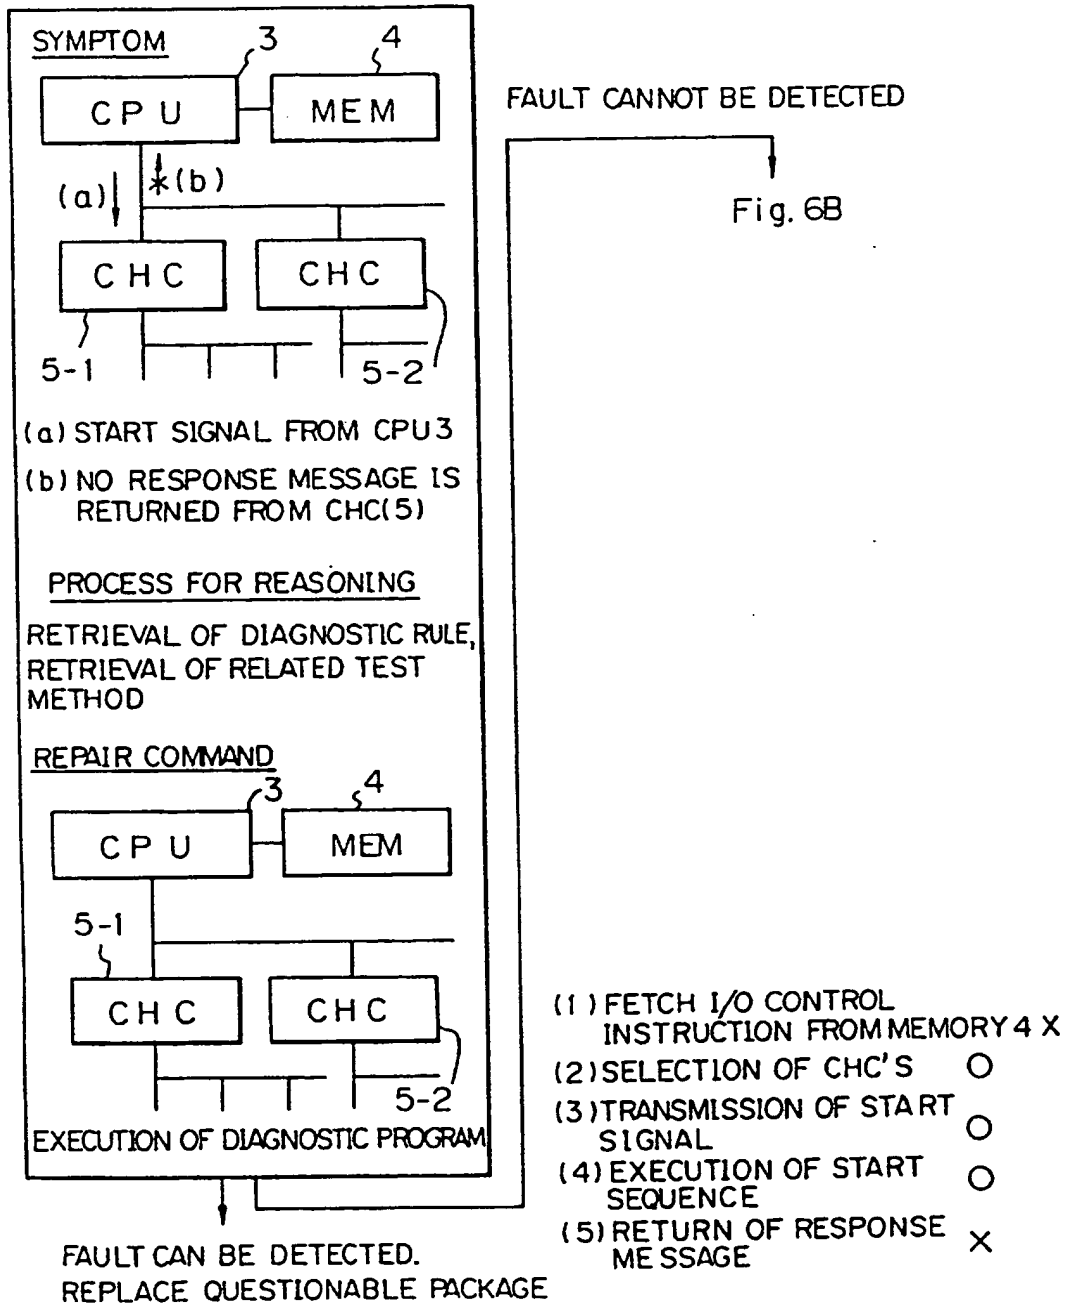 SYMPTOM
3
4
CPU
MEM
(a)
(b)
CHC
CHC
5-1
5-2
(a) START SIGNAL FROM CPU 3
(b) NO RESPONSE MESSAGE IS
RETURNED FROM CHC(5)
PROCESS FOR REASONING
RETRIEVAL OF DIAGNOSTIC RULE,
RETRIEVAL OF RELATED TEST
METHOD
REPAIR COMMAND
3
4
CPU
MEM
5-1
CHC
CHC
5-2
EXECUTION OF DIAGNOSTIC PROGRAM
FAULT CAN BE DETECTED.
REPLACE QUESTIONABLE PACKAGE
FAULT CANNOT BE DETECTED
Fig. 6B
(1) FETCH I/O CONTROL
INSTRUCTION FROM MEMORY 4 X
(2) SELECTION OF CHC'S O
(3) TRANSMISSION OF START
SIGNAL O
(4) EXECUTION OF START
SEQUENCE O
(5) RETURN OF RESPONSE
MESSAGE X